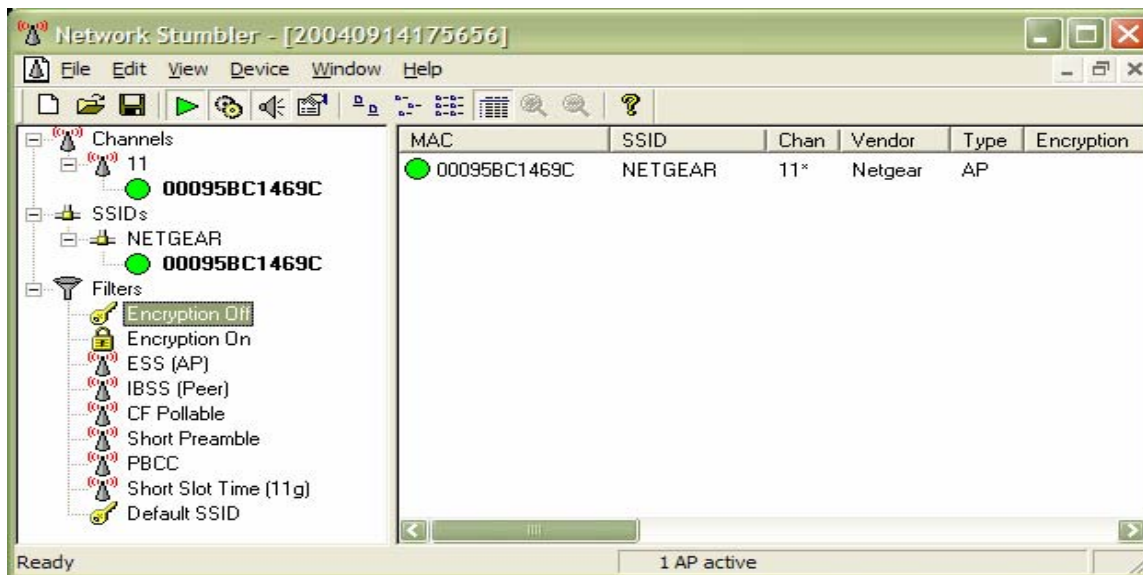 Network Stumbler - [20040914175656]
File Edit View Device Window Help
Channels
11
00095BC1469C
SSIDs
NETGEAR
00095BC1469C
Filters
Encryption Off
Encryption On
ESS (AP)
IBSS (Peer)
CF Pollable
Short Preamble
PBCC
Short Slot Time (11g)
Default SSID
MAC SSID Chan Vendor Type Encryption
00095BC1469C NETGEAR 11* Netgear AP
Ready 1 AP active